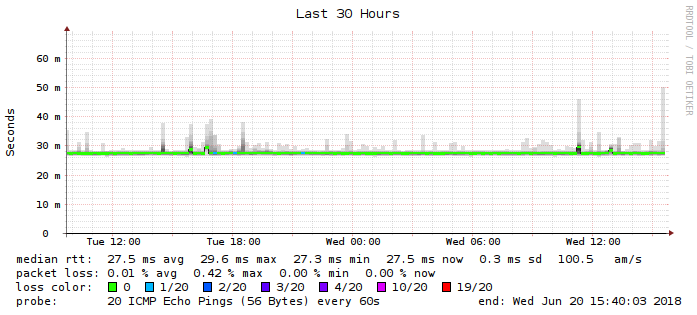 Last 30 Hours
RRDTOOL / TOBI OETIKER
Seconds
60 m
50 m
40 m
30 m
20 m
10 m
0
Tue 12:00 Tue 18:00 Wed 00:00 Wed 06:00 Wed 12:00
median rtt: 27.5 ms avg 29.6 ms max 27.3 ms min 27.5 ms now 0.3 ms sd 100.5 am/s
packet loss: 0.01 % avg 0.42 % max 0.00 % min 0.00 % now
loss color: 0 1/20 2/20 3/20 4/20 10/20 19/20
probe: 20 ICMP Echo Pings (56 Bytes) every 60s end: Wed Jun 20 15:40:03 2018